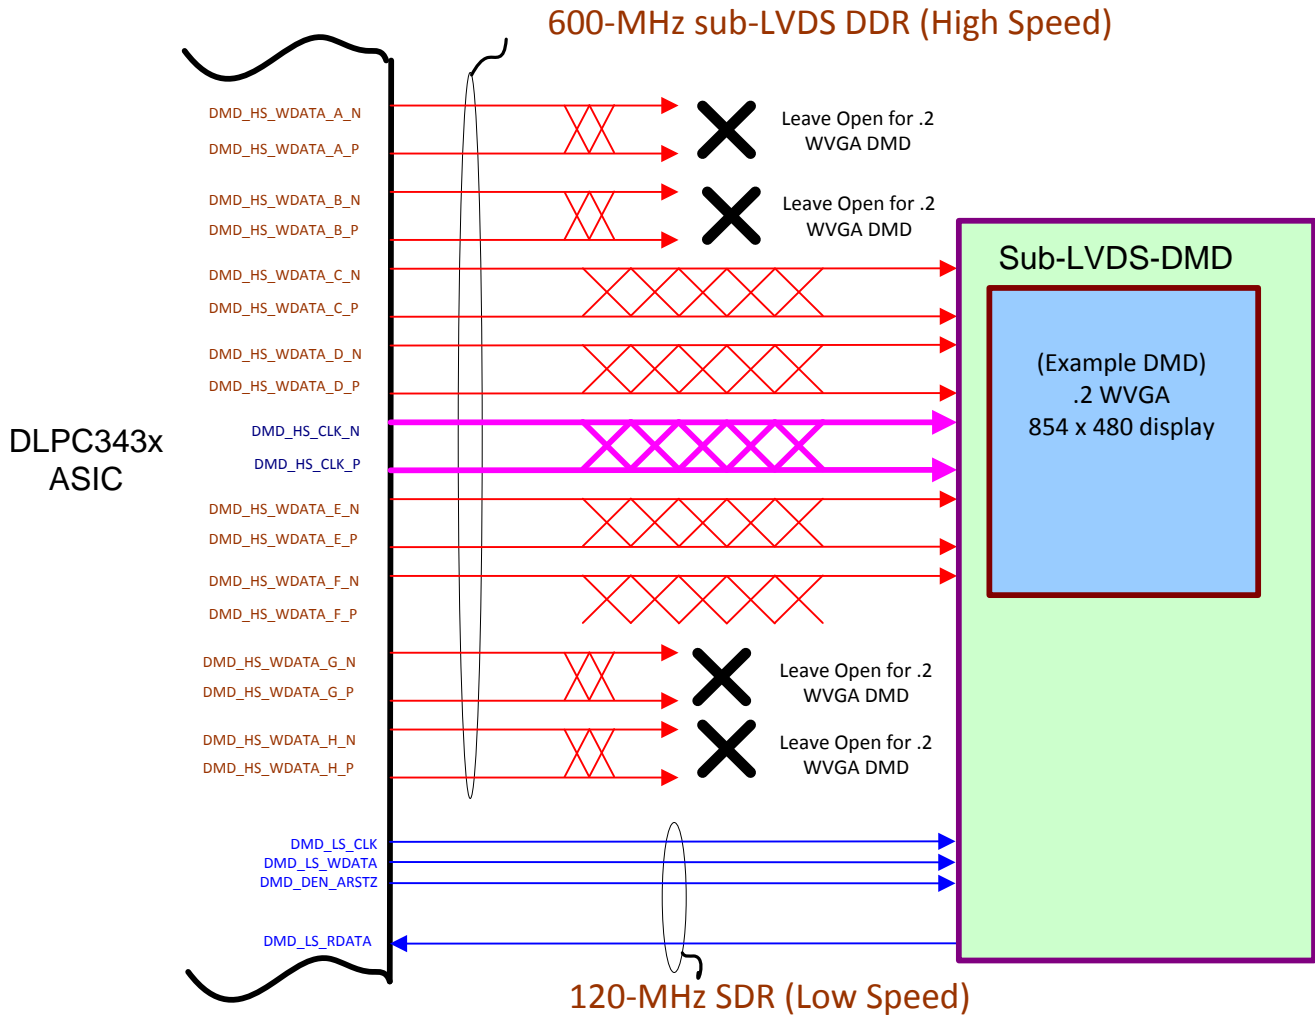 600-MHz sub-LVDS DDR (High Speed)
DMD_HS_WDATA_A_N
DMD_HS_WDATA_A_P
Leave Open for .2
WVGA DMD
DMD_HS_WDATA_B_N
DMD_HS_WDATA_B_P
Leave Open for .2
WVGA DMD
DMD_HS_WDATA_C_N
DMD_HS_WDATA_C_P
DMD_HS_WDATA_D_N
DMD_HS_WDATA_D_P
DLPC343x
ASIC
DMD_HS_CLK_N
DMD_HS_CLK_P
Sub-LVDS-DMD
(Example DMD)
.2 WVGA
854 x 480 display
DMD_HS_WDATA_E_N
DMD_HS_WDATA_E_P
DMD_HS_WDATA_F_N
DMD_HS_WDATA_F_P
DMD_HS_WDATA_G_N
DMD_HS_WDATA_G_P
Leave Open for .2
WVGA DMD
DMD_HS_WDATA_H_N
DMD_HS_WDATA_H_P
Leave Open for .2
WVGA DMD
DMD_LS_CLK
DMD_LS_WDATA
DMD_DEN_ARSTZ
DMD_LS_RDATA
120-MHz SDR (Low Speed)